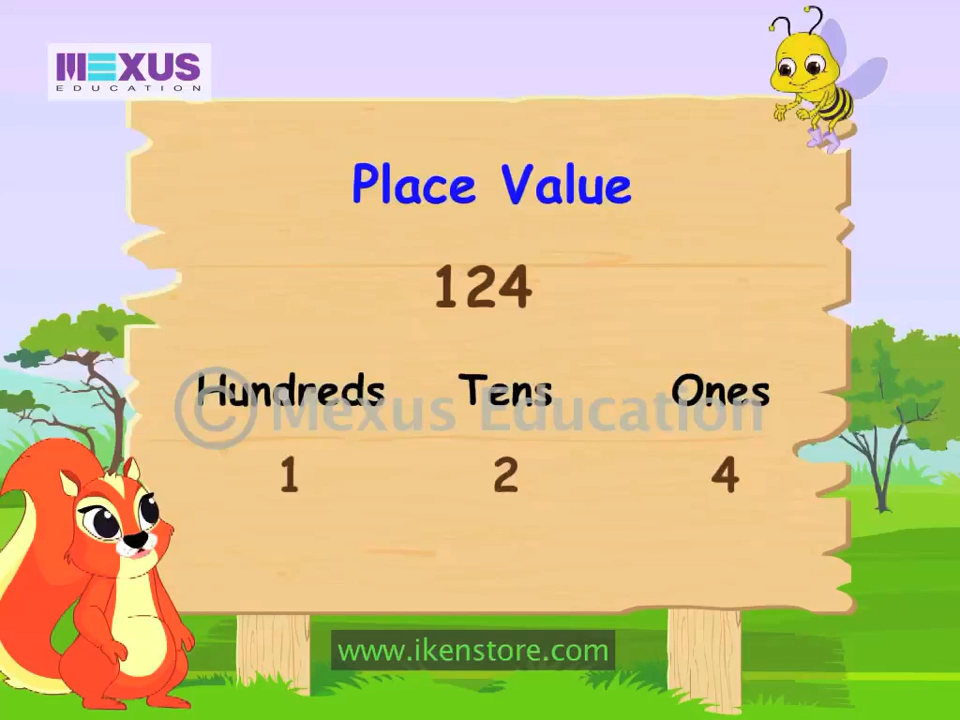 MEXUS
EDUCATION
Place Value
124
Hundreds Tens Ones
© Mexus Education
1 2 4
www.ikenstore.com